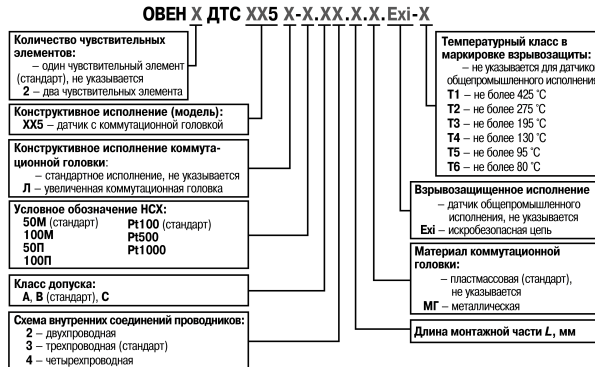 ОВЕН X ДТС XX5 X-X.XX.X.X.Exi-X
Количество чувствительных
элементов:
– один чувствительный элемент
(стандарт), не указывается
2 – два чувствительных элемента
Конструктивное исполнение (модель):
XX5 – датчик с коммутационной головкой
Конструктивное исполнение коммута-
ционной головки:
– стандартное исполнение, не указывается
Л – увеличенная коммутационная головка
Условное обозначение НСХ:
50М (стандарт) Pt100 (стандарт)
100М Pt500
50П Pt1000
100П
Класс допуска:
А, В (стандарт), С
Схема внутренних соединений проводников:
2 – двухпроводная
3 – трехпроводная (стандарт)
4 – четырехпроводная
Температурный класс в
маркировке взрывозащиты:
– не указывается для датчико
общепромышленного исполнения
Т1 – не более 425 °С
Т2 – не более 275 °С
Т3 – не более 195 °С
Т4 – не более 130 °С
Т5 – не более 95 °С
Т6 – не более 80 °С
Взрывозащищенное исполнение
– датчик общепромышленного
исполнения, не указывается
Exi – искробезопасная цепь
Материал коммутационной
головки:
– пластмассовая (стандарт),
не указывается
МГ – металлическая
Длина монтажной части L, мм